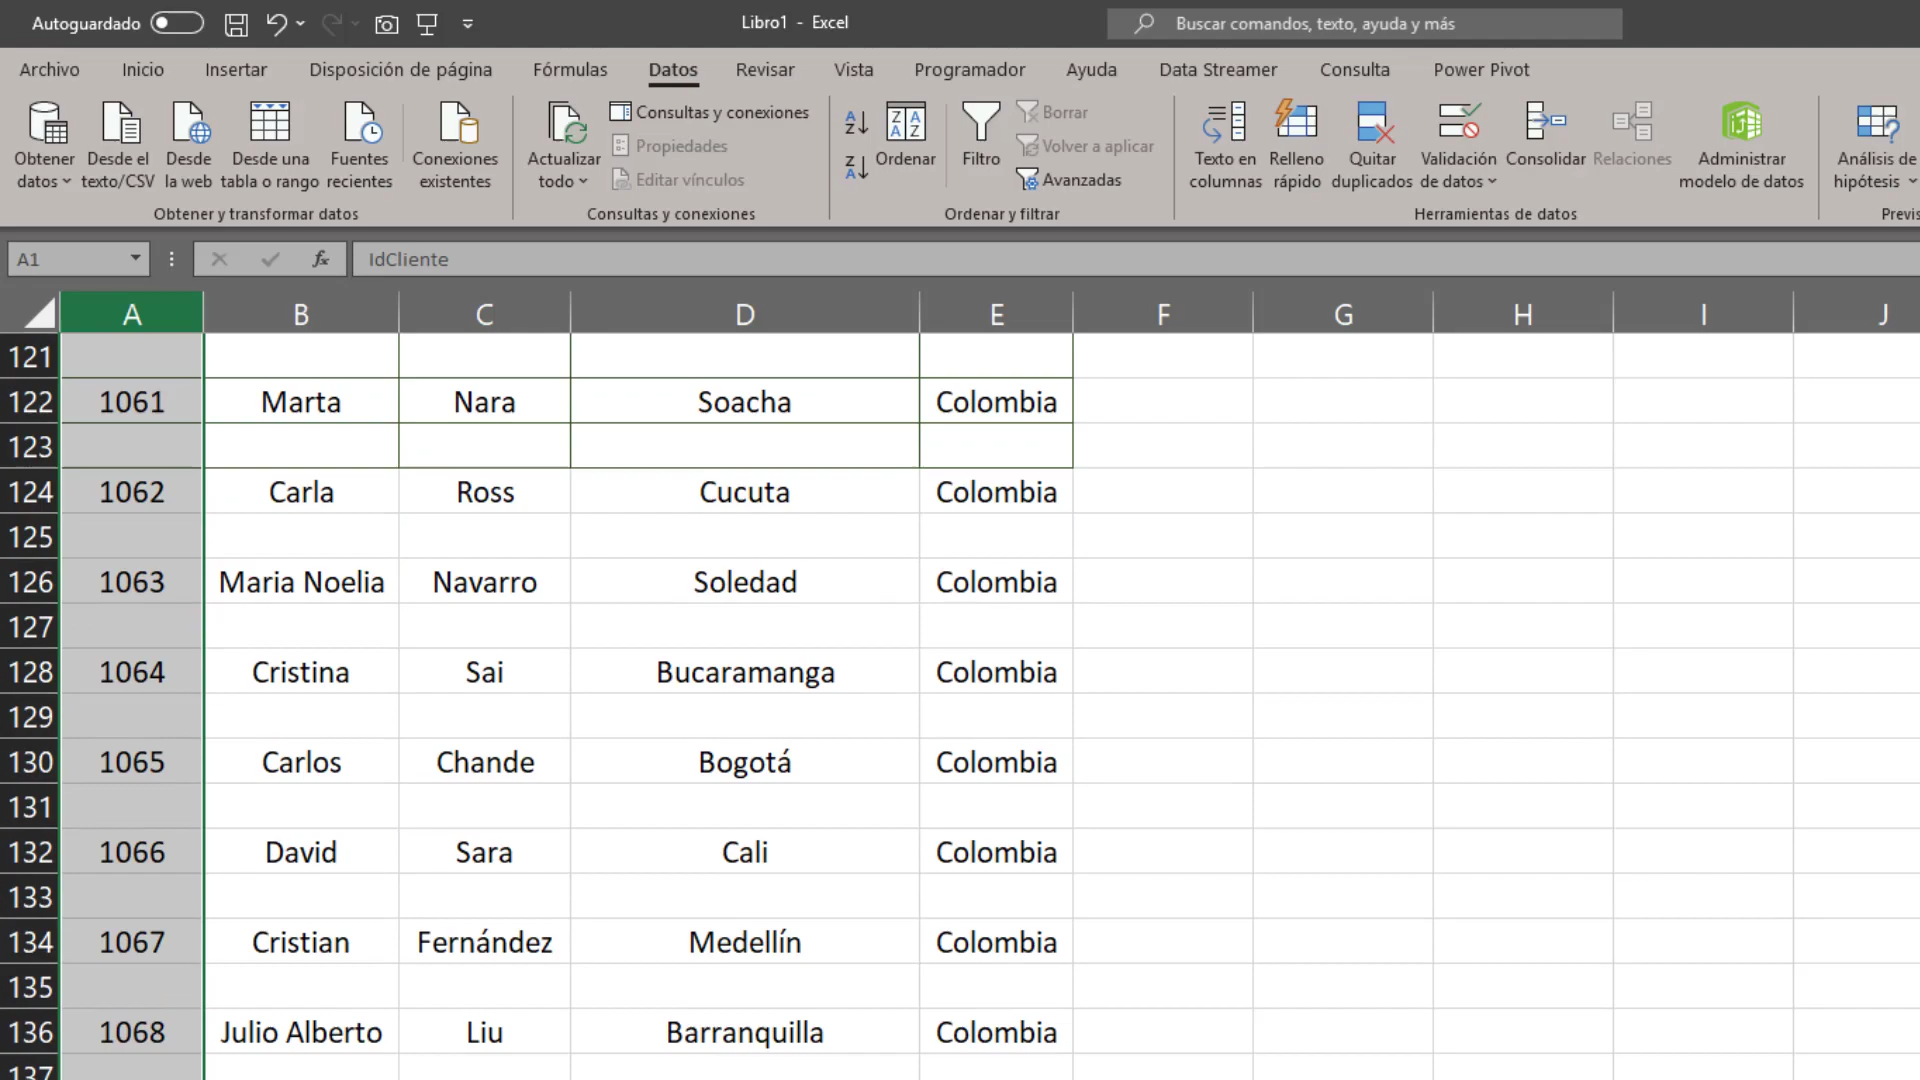 Autoguardado
Libro1 - Excel
Buscar comandos, texto, ayuda y más
Archivo Inicio Insertar Disposición de página Fórmulas Datos Revisar Vista Programador Ayuda Data Streamer Consulta Power Pivot
Obtener datos
Desde el texto/CSV
Desde la web
Desde una tabla o rango
Fuentes recientes
Conexiones existentes
Obtener y transformar datos
Actualizar todo
Consultas y conexiones
Propiedades
Editar vínculos
Consultas y conexiones
Ordenar
Filtro
Borrar
Volver a aplicar
Avanzadas
Ordenar y filtrar
Texto en columnas
Relleno rápido
Quitar duplicados
Validación de datos
Consolidar
Relaciones
Administrar modelo de datos
Herramientas de datos
Análisis de hipótesis
Previs
A1 fx IdCliente
A B C D E F G H I J
121
122 1061 Marta Nara Soacha Colombia
123
124 1062 Carla Ross Cucuta Colombia
125
126 1063 Maria Noelia Navarro Soledad Colombia
127
128 1064 Cristina Sai Bucaramanga Colombia
129
130 1065 Carlos Chande Bogotá Colombia
131
132 1066 David Sara Cali Colombia
133
134 1067 Cristian Fernández Medellín Colombia
135
136 1068 Julio Alberto Liu Barranquilla Colombia
137